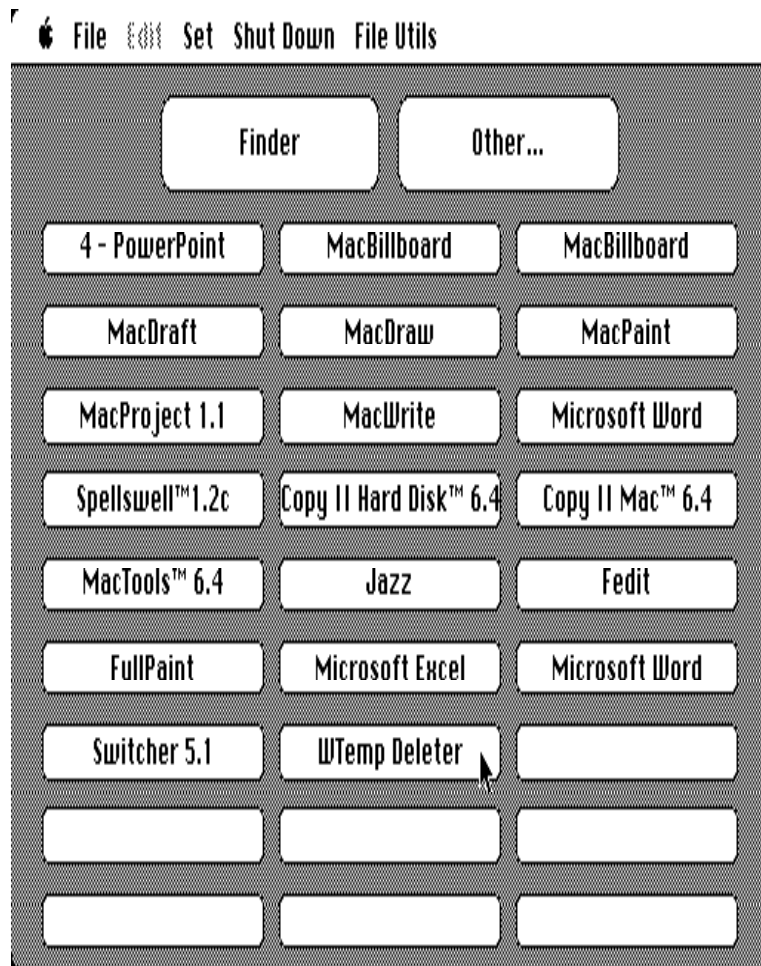 File Edit Set Shut Down File Utils
Finder Other...
4 - PowerPoint MacBillboard MacBillboard
MacDraft MacDraw MacPaint
MacProject 1.1 MacWrite Microsoft Word
Spellswell™1.2c Copy II Hard Disk™ 6.4 Copy II Mac™ 6.4
MacTools™ 6.4 Jazz Fedit
FullPaint Microsoft Excel Microsoft Word
Switcher 5.1 WTemp Deleter